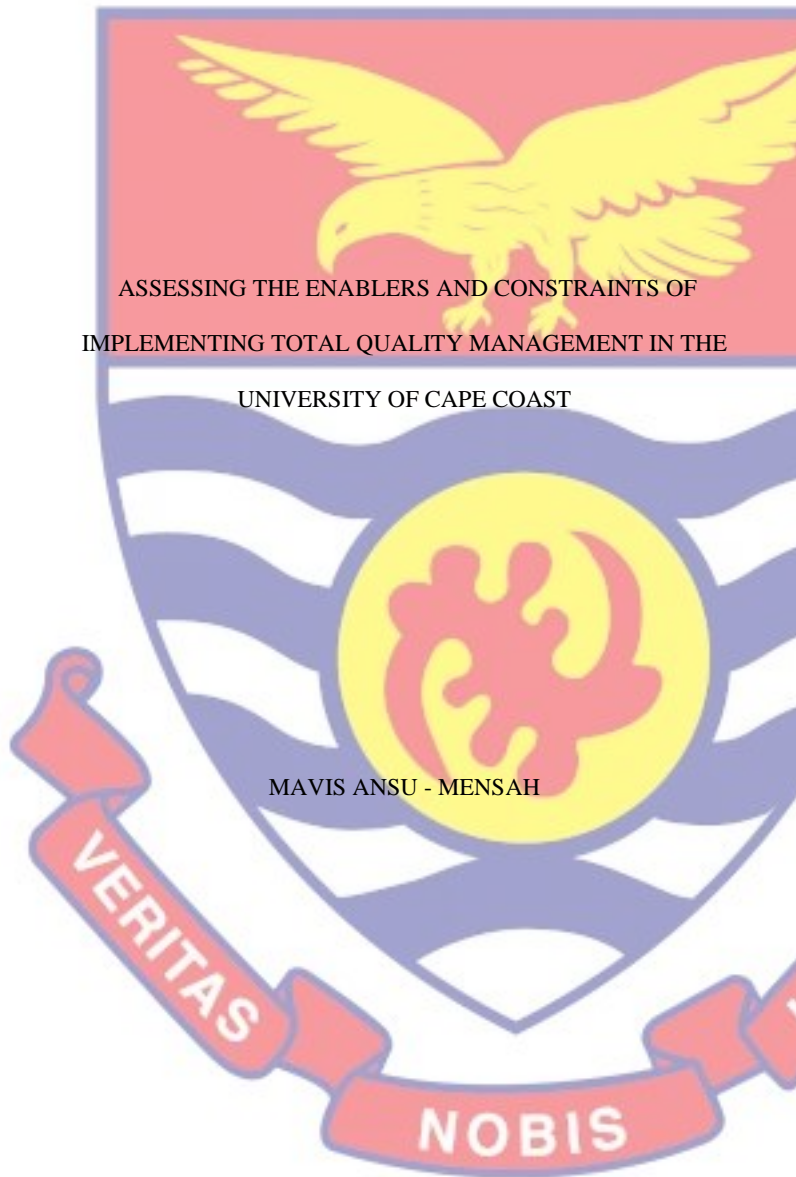 ASSESSING THE ENABLERS AND CONSTRAINTS OF
IMPLEMENTING TOTAL QUALITY MANAGEMENT IN THE
UNIVERSITY OF CAPE COAST
MAVIS ANSU - MENSAH
VERITAS
NOBIS